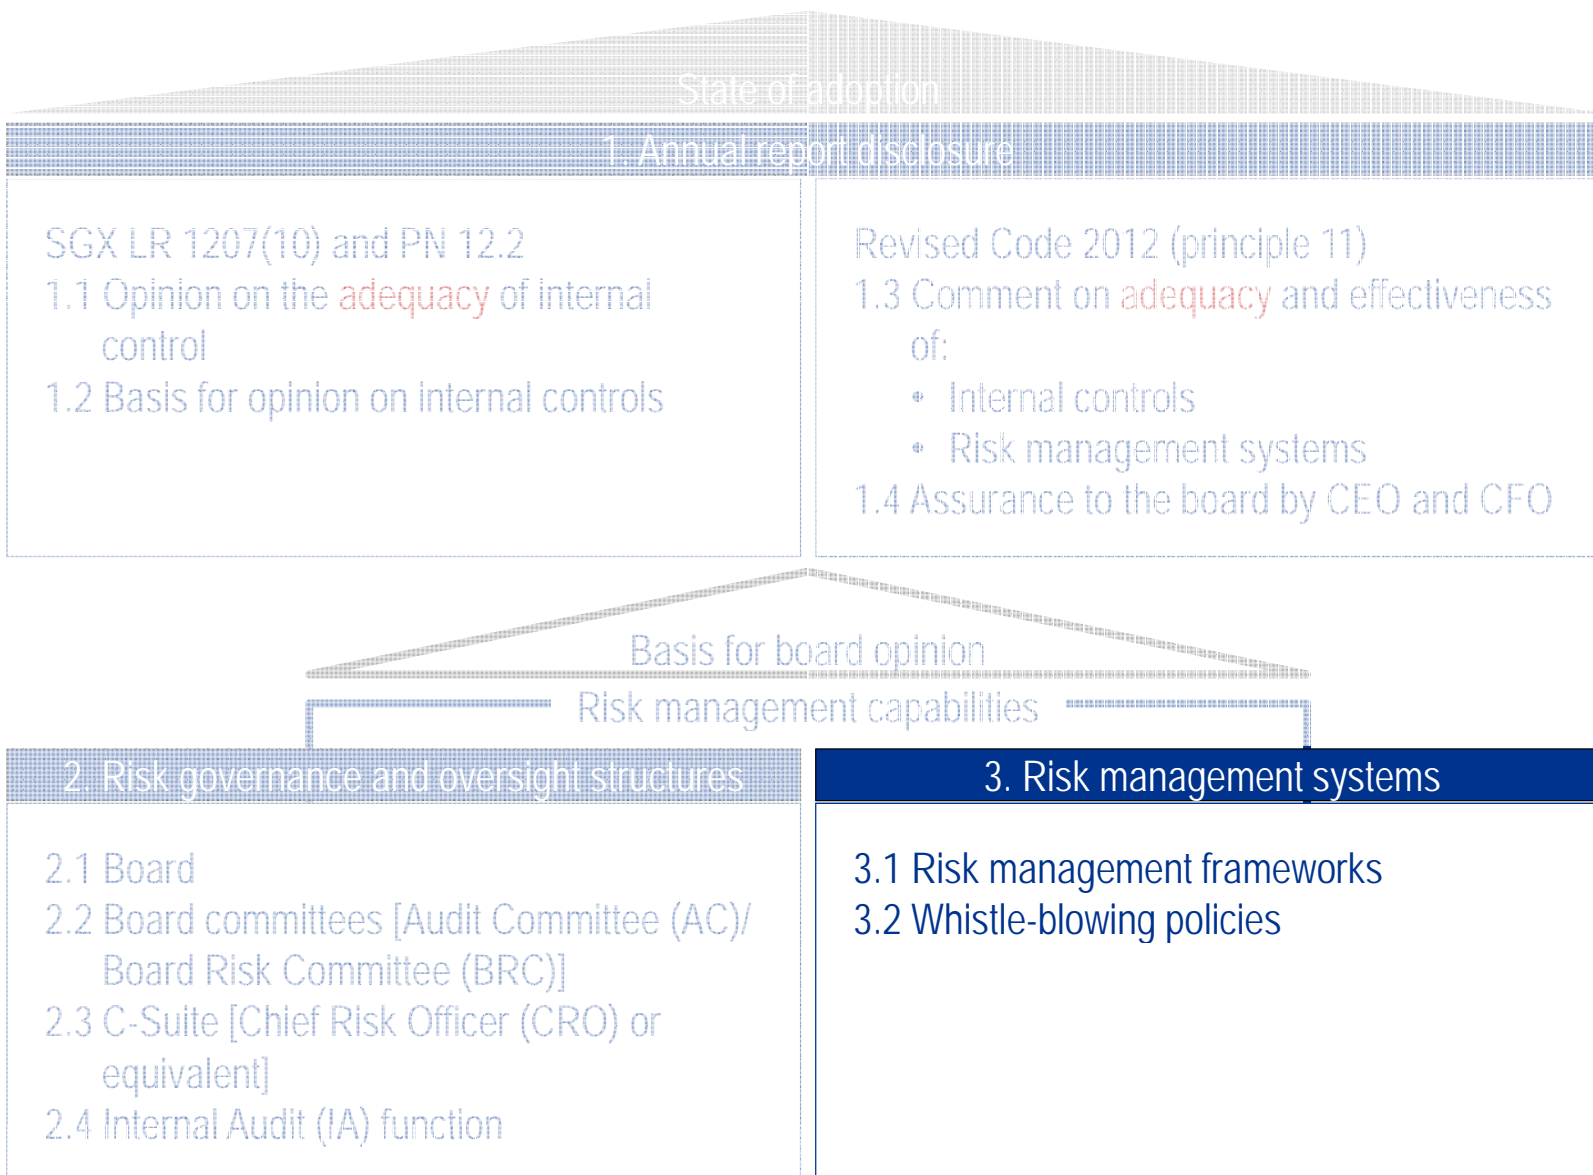 State of adoption
1. Annual report disclosure
SGX LR 1207(10) and PN 12.2
1.1 Opinion on the adequacy of internal
control
1.2 Basis for opinion on internal controls
Revised Code 2012 (principle 11)
1.3 Comment on adequacy and effectiveness
of:
• Internal controls
• Risk management systems
1.4 Assurance to the board by CEO and CFO
Basis for board opinion
Risk management capabilities
2. Risk governance and oversight structures
2.1 Board
2.2 Board committees [Audit Committee (AC)/
Board Risk Committee (BRC)]
2.3 C-Suite [Chief Risk Officer (CRO) or
equivalent]
2.4 Internal Audit (IA) function
3. Risk management systems
3.1 Risk management frameworks
3.2 Whistle-blowing policies